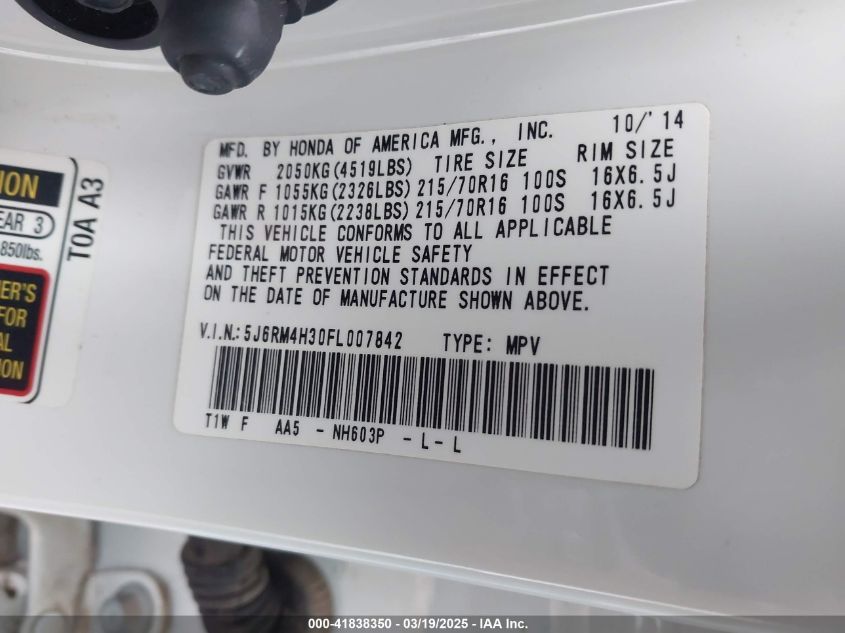 MFD. BY HONDA OF AMERICA MFG., INC. 10/'14
GVWR 2050KG(4519LBS) TIRE SIZE RIM SIZE
GAWR F 1055KG(2326LBS) 215/70R16 100S 16X6.5J
GAWR R 1015KG(2238LBS) 215/70R16 100S 16X6.5J
THIS VEHICLE CONFORMS TO ALL APPLICABLE
FEDERAL MOTOR VEHICLE SAFETY
AND THEFT PREVENTION STANDARDS IN EFFECT
ON THE DATE OF MANUFACTURE SHOWN ABOVE.
V.I.N.: 5J6RM4H30FL007842 TYPE: MPV
T1W F AA5 - NH603P - L - L
ION
EAR 3
850lbs.
T0A A3
ER'S
FOR
AL
ION
000-41838350 - 03/19/2025 - IAA Inc.